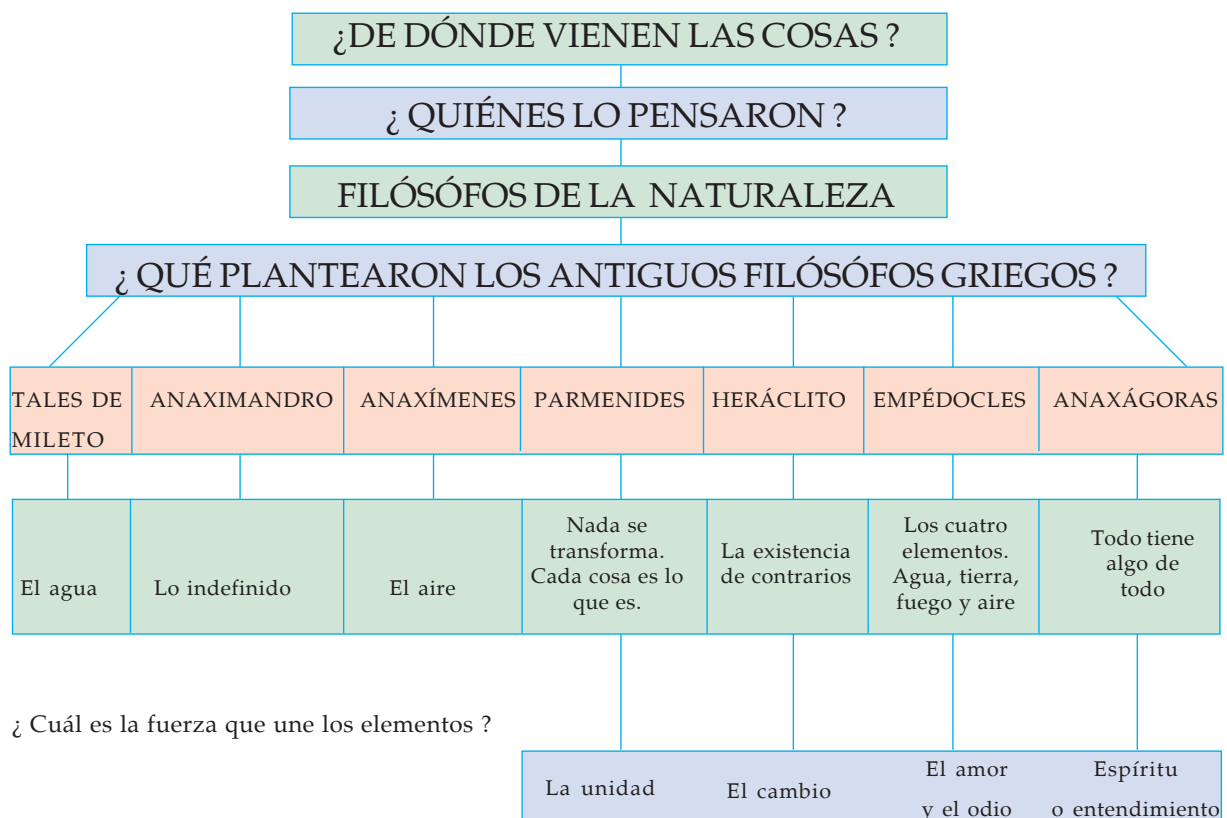 ¿DE DÓNDE VIENEN LAS COSAS ?
¿ QUIÉNES LO PENSARON ?
FILÓSÓFOS DE LA NATURALEZA
¿ QUÉ PLANTEARON LOS ANTIGUOS FILÓSÓFOS GRIEGOS ?
TALES DE
MILETO
ANAXIMANDRO
ANAXÍMENES
PARMENIDES
HERÁCLITO
EMPÉDOCLES
ANAXÁGORAS
El agua
Lo indefinido
El aire
Nada se
transforma.
Cada cosa es lo
que es.
La existencia
de contrarios
Los cuatro
elementos.
Agua, tierra,
fuego y aire
Todo tiene
algo de
todo
¿ Cuál es la fuerza que une los elementos ?
La unidad
El cambio
El amor
y el odio
Espíritu
o entendimiento